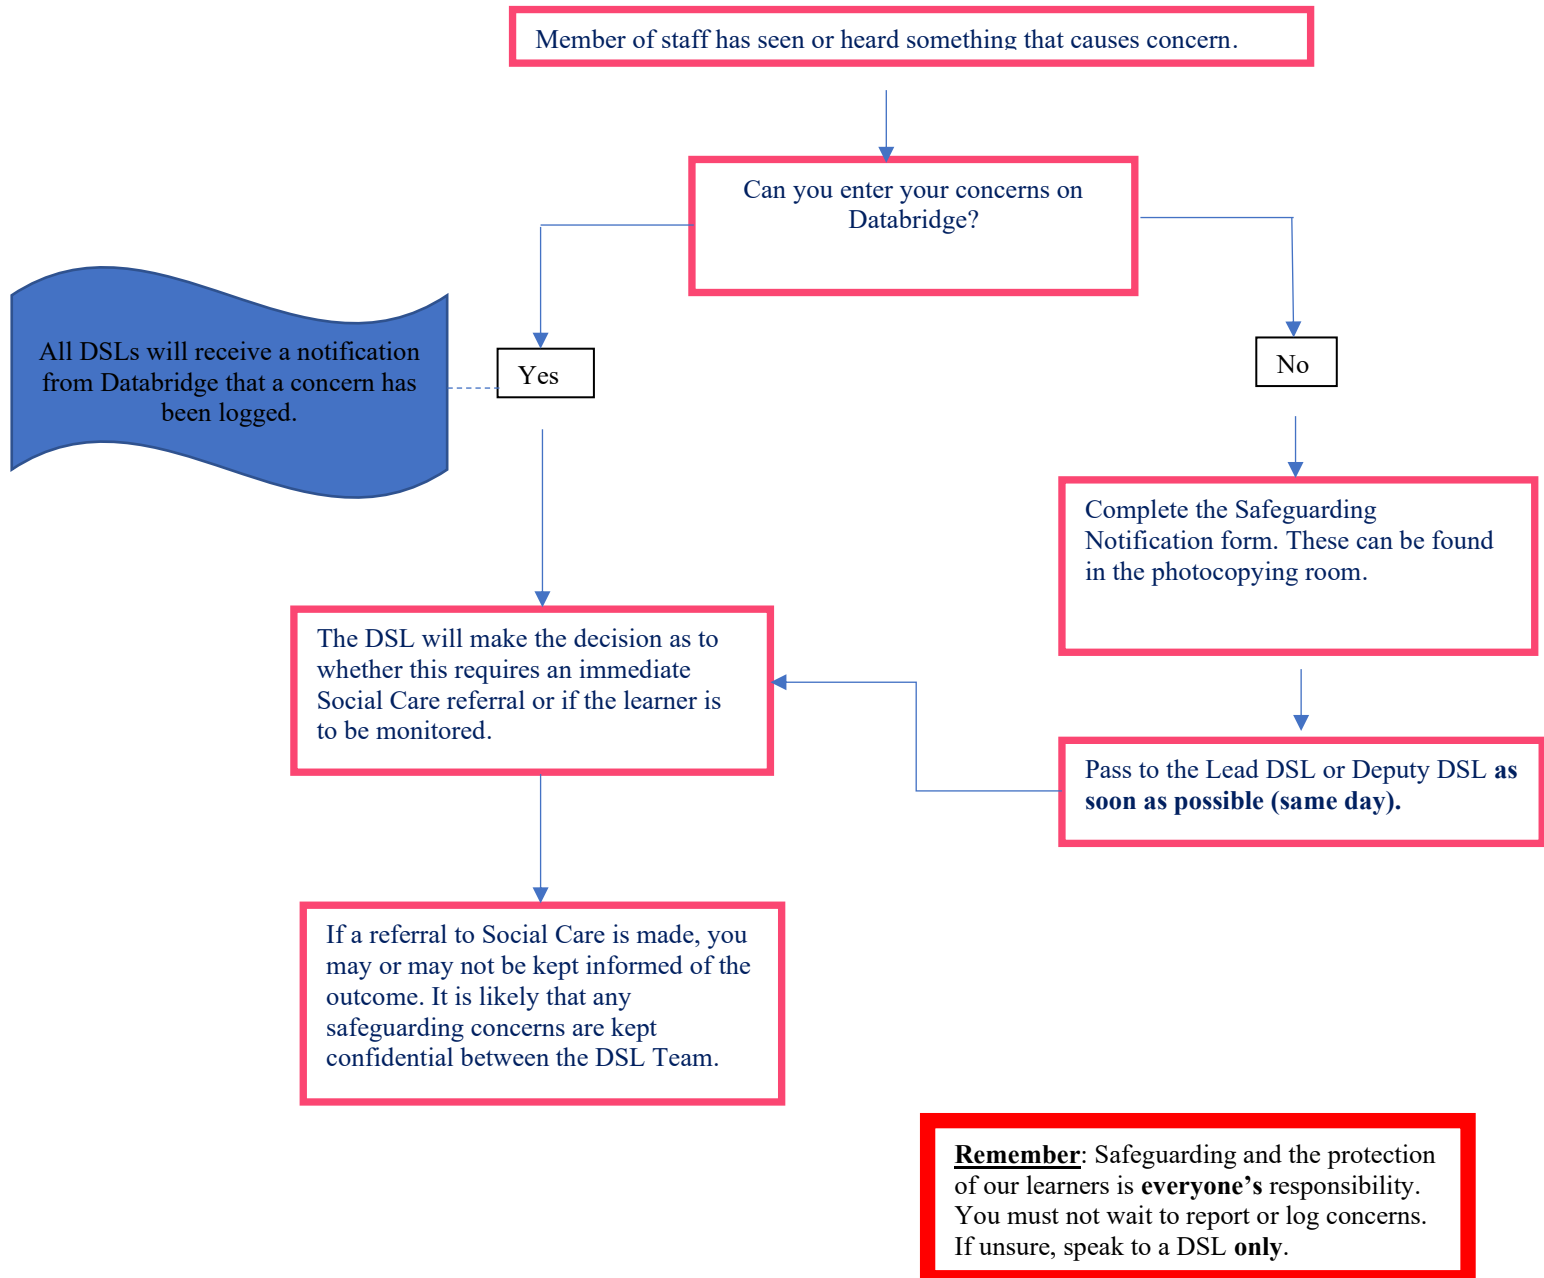 Member of staff has seen or heard something that causes concern.
Can you enter your concerns on
Databridge?
All DSLs will receive a notification
from Databridge that a concern has
been logged.
Yes
No
Complete the Safeguarding
Notification form. These can be found
in the photocopying room.
The DSL will make the decision as to
whether this requires an immediate
Social Care referral or if the learner is
to be monitored.
Pass to the Lead DSL or Deputy DSL as
soon as possible (same day).
If a referral to Social Care is made, you
may or may not be kept informed of the
outcome. It is likely that any
safeguarding concerns are kept
confidential between the DSL Team.
Remember: Safeguarding and the protection
of our learners is everyone’s responsibility.
You must not wait to report or log concerns.
If unsure, speak to a DSL only.